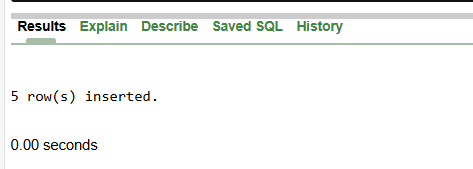 Results Explain Describe Saved SQL History
5 row(s) inserted.
0.00 seconds